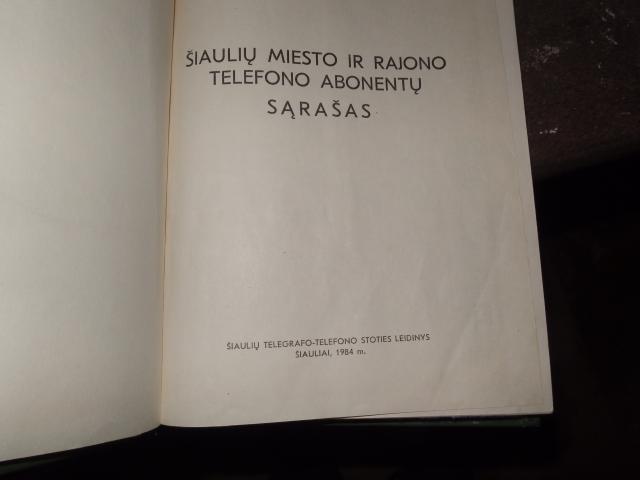 ŠIAULIŲ MIESTO IR RAJONO
TELEFONO ABONENTŲ
SĄRAŠAS
ŠIAULIŲ TELEGRAFO-TELEFONO STOTIES LEIDINYS
ŠIAULIAI, 1984 m.